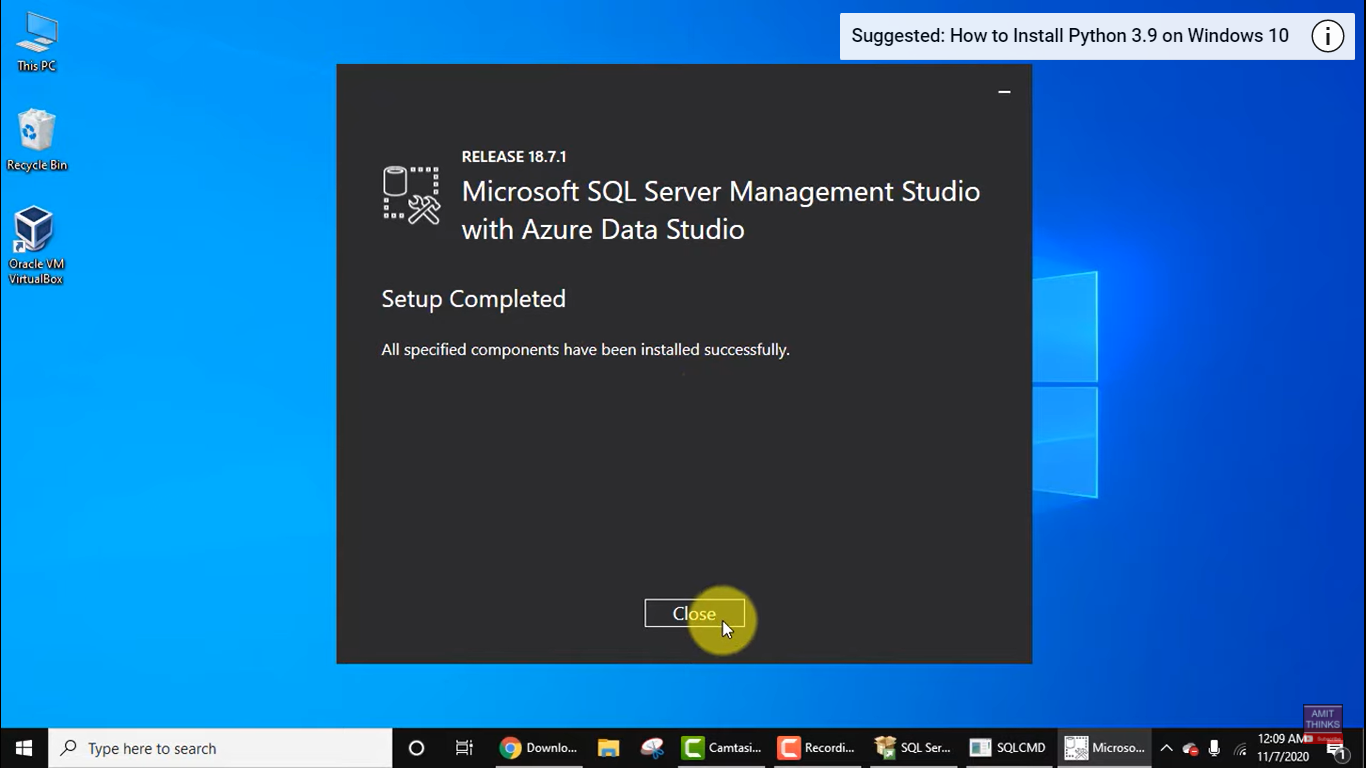 Suggested: How to Install Python 3.9 on Windows 10
This PC
Recycle Bin
Oracle VM
VirtualBox
RELEASE 18.7.1
Microsoft SQL Server Management Studio
with Azure Data Studio
Setup Completed
All specified components have been installed successfully.
Close
AMIT
THINKS
Subscribe
Type here to search
Downlo...
Camtasi...
Recordi...
SQL Ser...
SQLCMD
Microso...
12:09 AM
11/7/2020
1